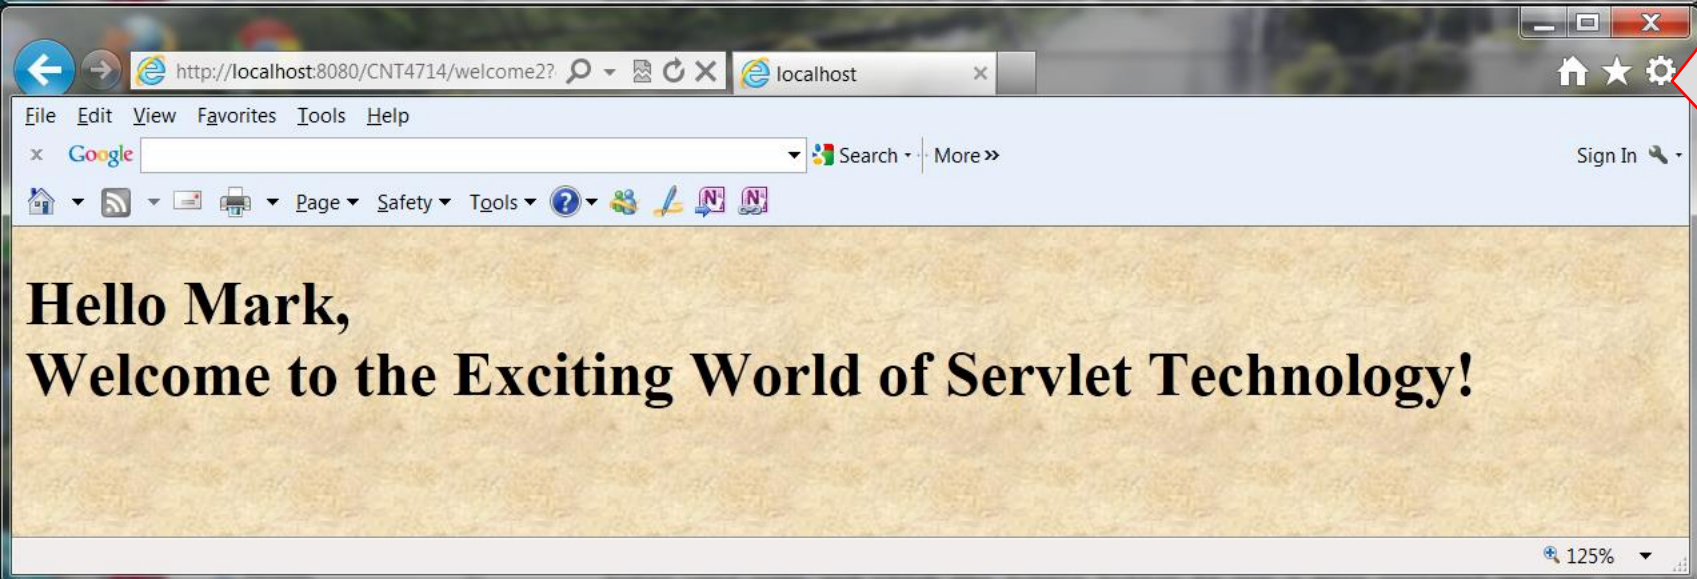 http://localhost:8080/CNT4714/welcome2?
localhost
File Edit View Favorites Tools Help
x Google Search More »
Sign In
Page Safety Tools
Hello Mark,
Welcome to the Exciting World of Servlet Technology!
125%